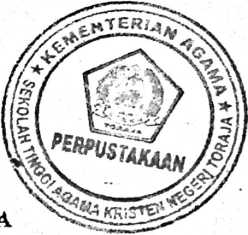 ★ KEMENTERIAN AGAMA ★
PERPUSTAKAAN
SEKOLAH TINGGI AGAMA KRISTEN NEGERI TORAJA
A